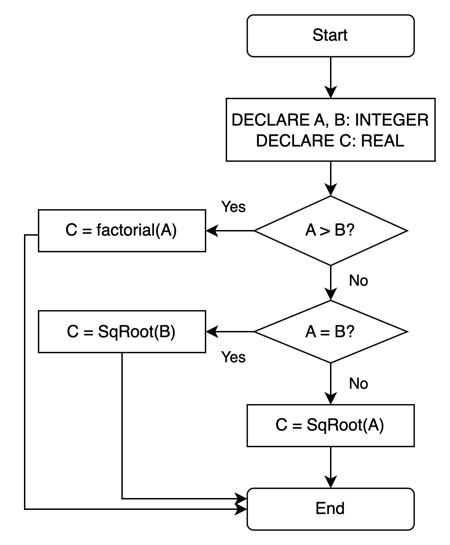 Start
DECLARE A, B: INTEGER
DECLARE C: REAL
Yes
C = factorial(A)
A > B?
No
C = SqRoot(B)
A = B?
Yes
No
C = SqRoot(A)
End